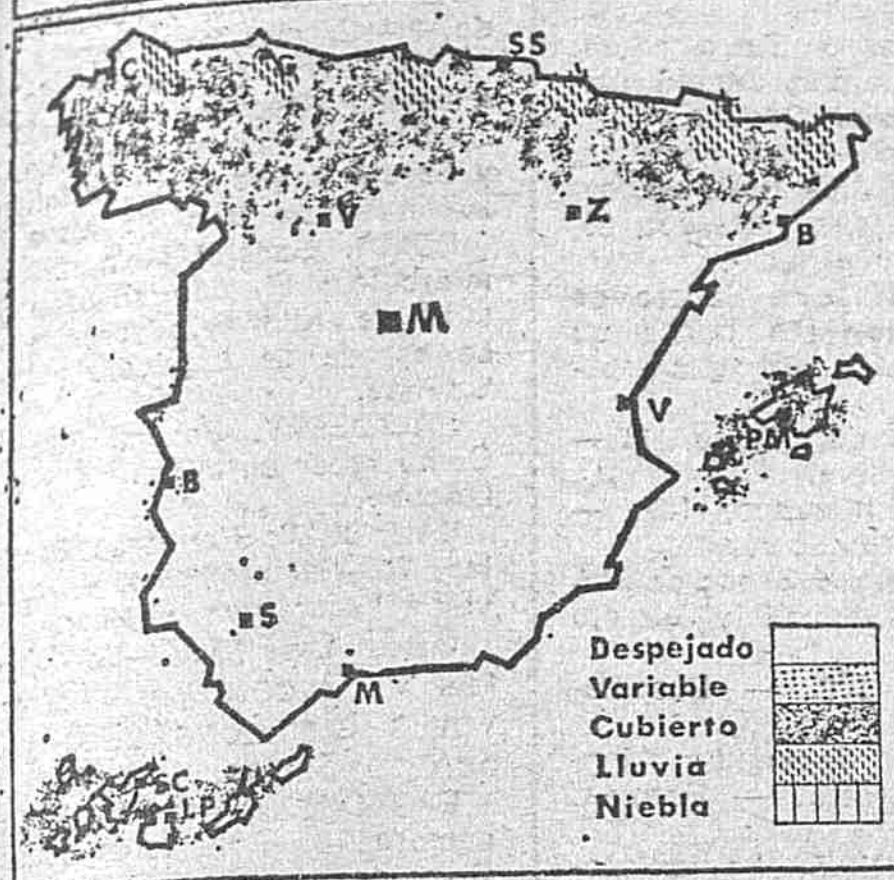 SS
C
G
V
Z
B
M
V
PM
B
S
M
SC
LP
Despejado
Variable
Cubierto
Lluvia
Niebla